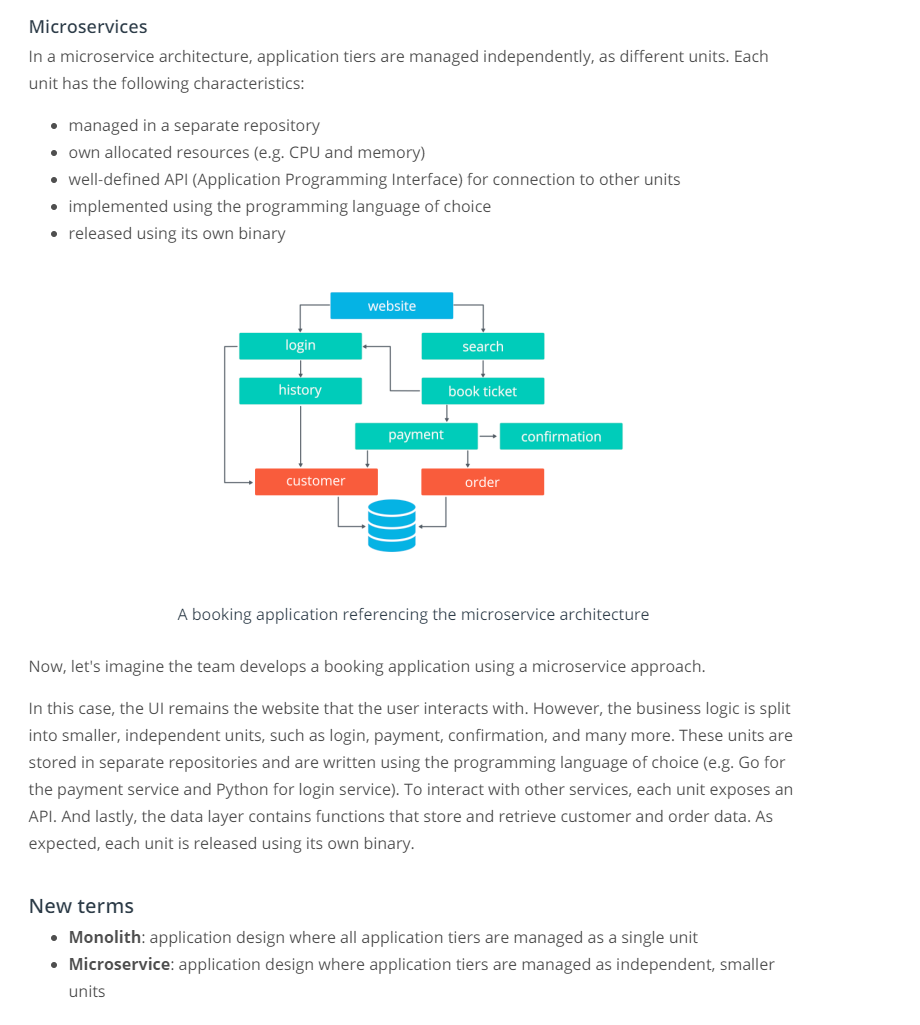 Microservices
In a microservice architecture, application tiers are managed independently, as different units. Each
unit has the following characteristics:
• managed in a separate repository
• own allocated resources (e.g. CPU and memory)
• well-defined API (Application Programming Interface) for connection to other units
• implemented using the programming language of choice
• released using its own binary
website
login
search
history
book ticket
payment
confirmation
customer
order
A booking application referencing the microservice architecture
Now, let's imagine the team develops a booking application using a microservice approach.
In this case, the UI remains the website that the user interacts with. However, the business logic is split
into smaller, independent units, such as login, payment, confirmation, and many more. These units are
stored in separate repositories and are written using the programming language of choice (e.g. Go for
the payment service and Python for login service). To interact with other services, each unit exposes an
API. And lastly, the data layer contains functions that store and retrieve customer and order data. As
expected, each unit is released using its own binary.
New terms
• Monolith: application design where all application tiers are managed as a single unit
• Microservice: application design where application tiers are managed as independent, smaller
units